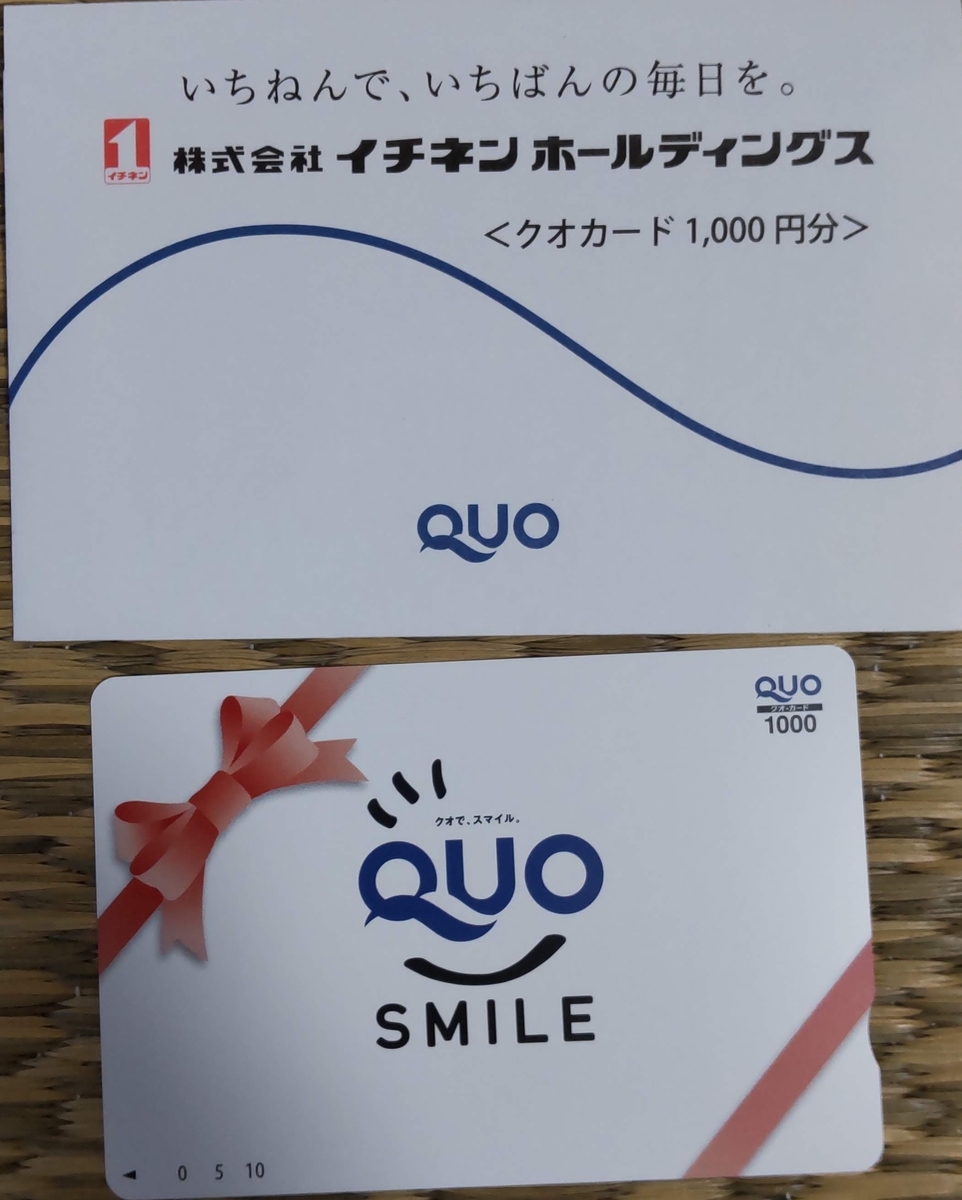 いちねんで、いちばんの毎日を。
1
イチネン
株式会社 イチネン ホールディングス
＜クオカード 1,000 円分＞
QUO
QUO
クオ・カード
1000
クオで、スマイル。
QUO
SMILE
◀ 0 5 10